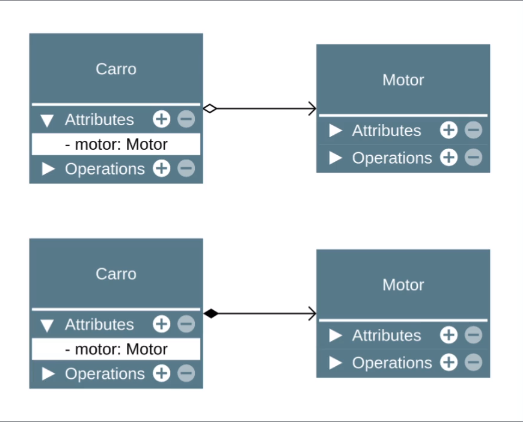 Carro
Attributes
- motor: Motor
Operations
Motor
Attributes
Operations
Carro
Attributes
- motor: Motor
Operations
Motor
Attributes
Operations